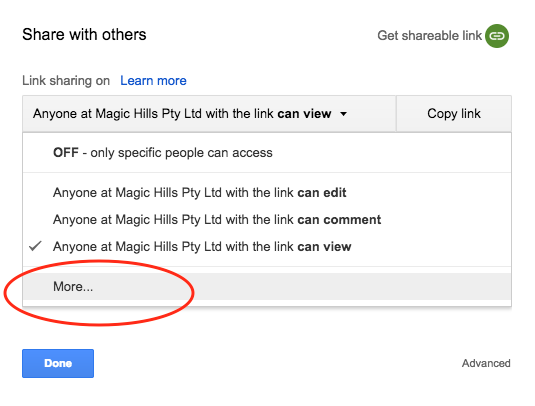 Share with others
Get shareable link
Link sharing on Learn more
Anyone at Magic Hills Pty Ltd with the link can view
Copy link
OFF - only specific people can access
Anyone at Magic Hills Pty Ltd with the link can edit
Anyone at Magic Hills Pty Ltd with the link can comment
Anyone at Magic Hills Pty Ltd with the link can view
More...
Done
Advanced